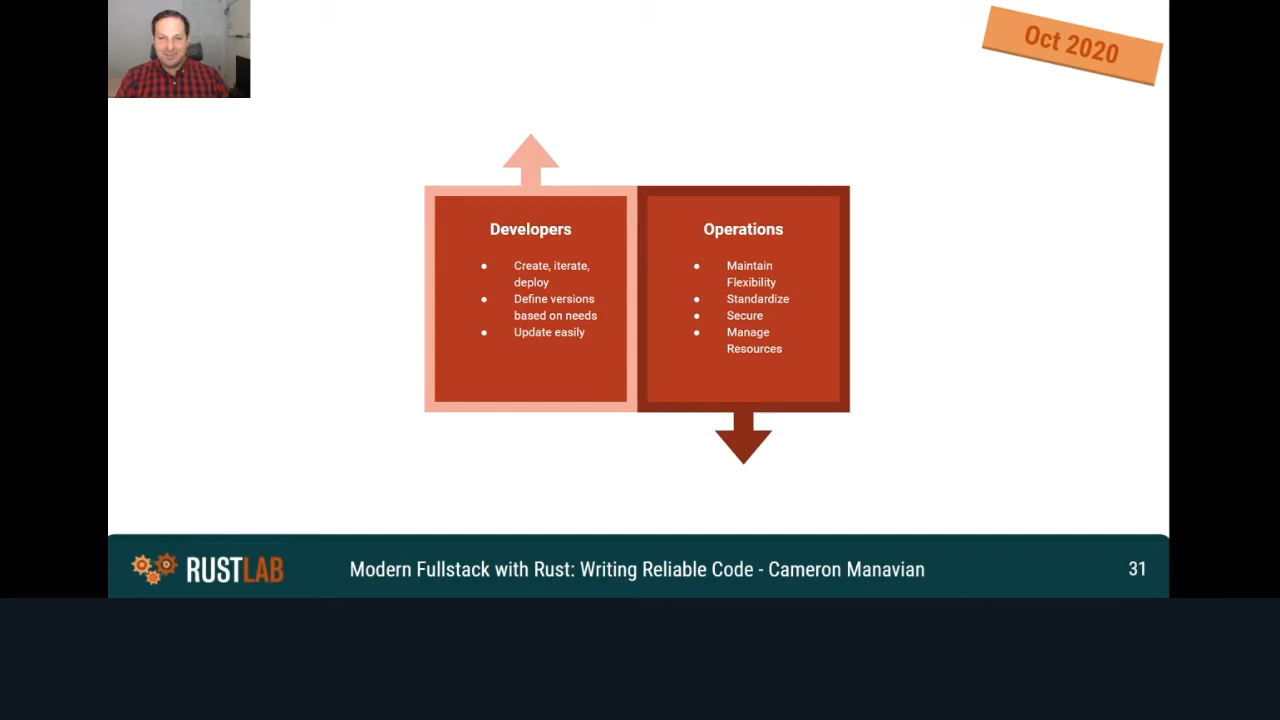 Oct 2020
Developers
● Create, iterate,
deploy
● Define versions
based on needs
● Update easily
Operations
● Maintain
Flexibility
● Standardize
● Secure
● Manage
Resources
RUSTLAB
Modern Fullstack with Rust: Writing Reliable Code - Cameron Manavian
31